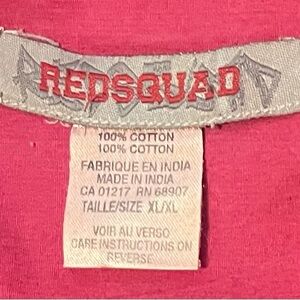 REDSQUAD
100% COTTON
100% COTTON
FABRIQUE EN INDIA
MADE IN INDIA
CA 01217 RN 68907
TAILLE/SIZE XL/XL
VOIR AU VERSO
CARE INSTRUCTIONS ON
REVERSE